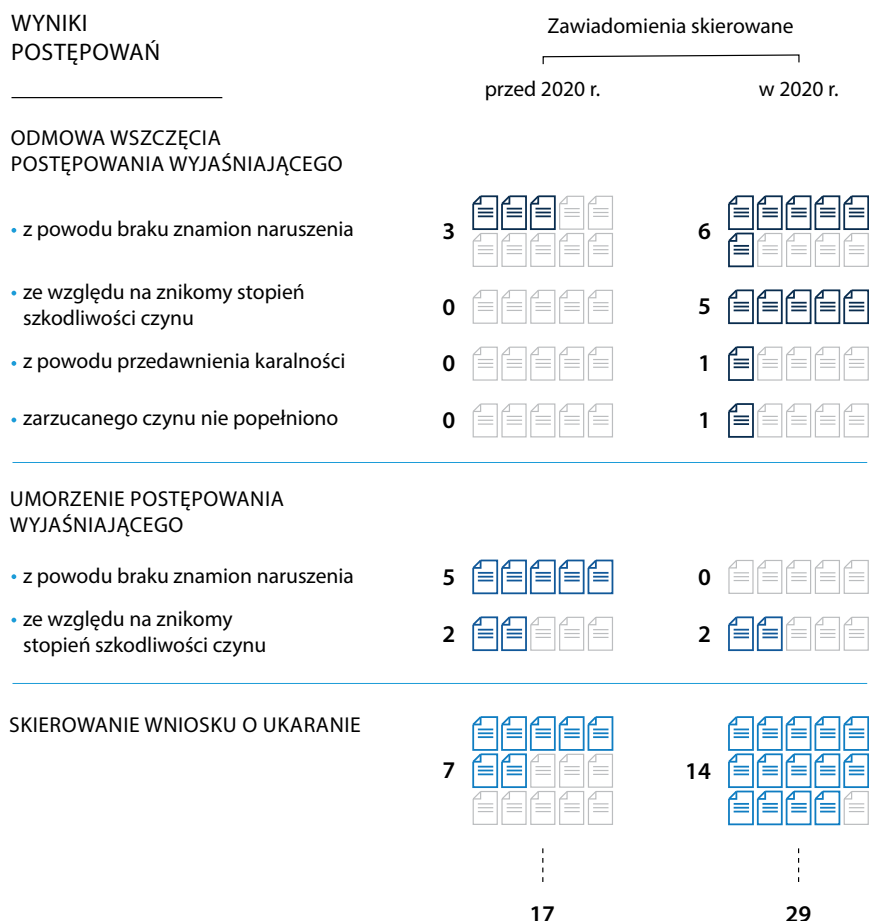 WYNIKI
POSTĘPOWAŃ
Zawiadomienia skierowane
przed 2020 r.
w 2020 r.
ODMOWA WSZCZĘCIA
POSTĘPOWANIA WYJAŚNIAJĄCEGO
• z powodu braku znamion naruszenia
3
6
• ze względu na znikomy stopień
szkodliwości czynu
0
5
• z powodu przedawnienia karalności
0
1
• zarzucanego czynu nie popełniono
0
1
UMORZENIE POSTĘPOWANIA
WYJAŚNIAJĄCEGO
• z powodu braku znamion naruszenia
5
0
• ze względu na znikomy
stopień szkodliwości czynu
2
2
SKIEROWANIE WNIOSKU O UKARANIE
7
14
17
29